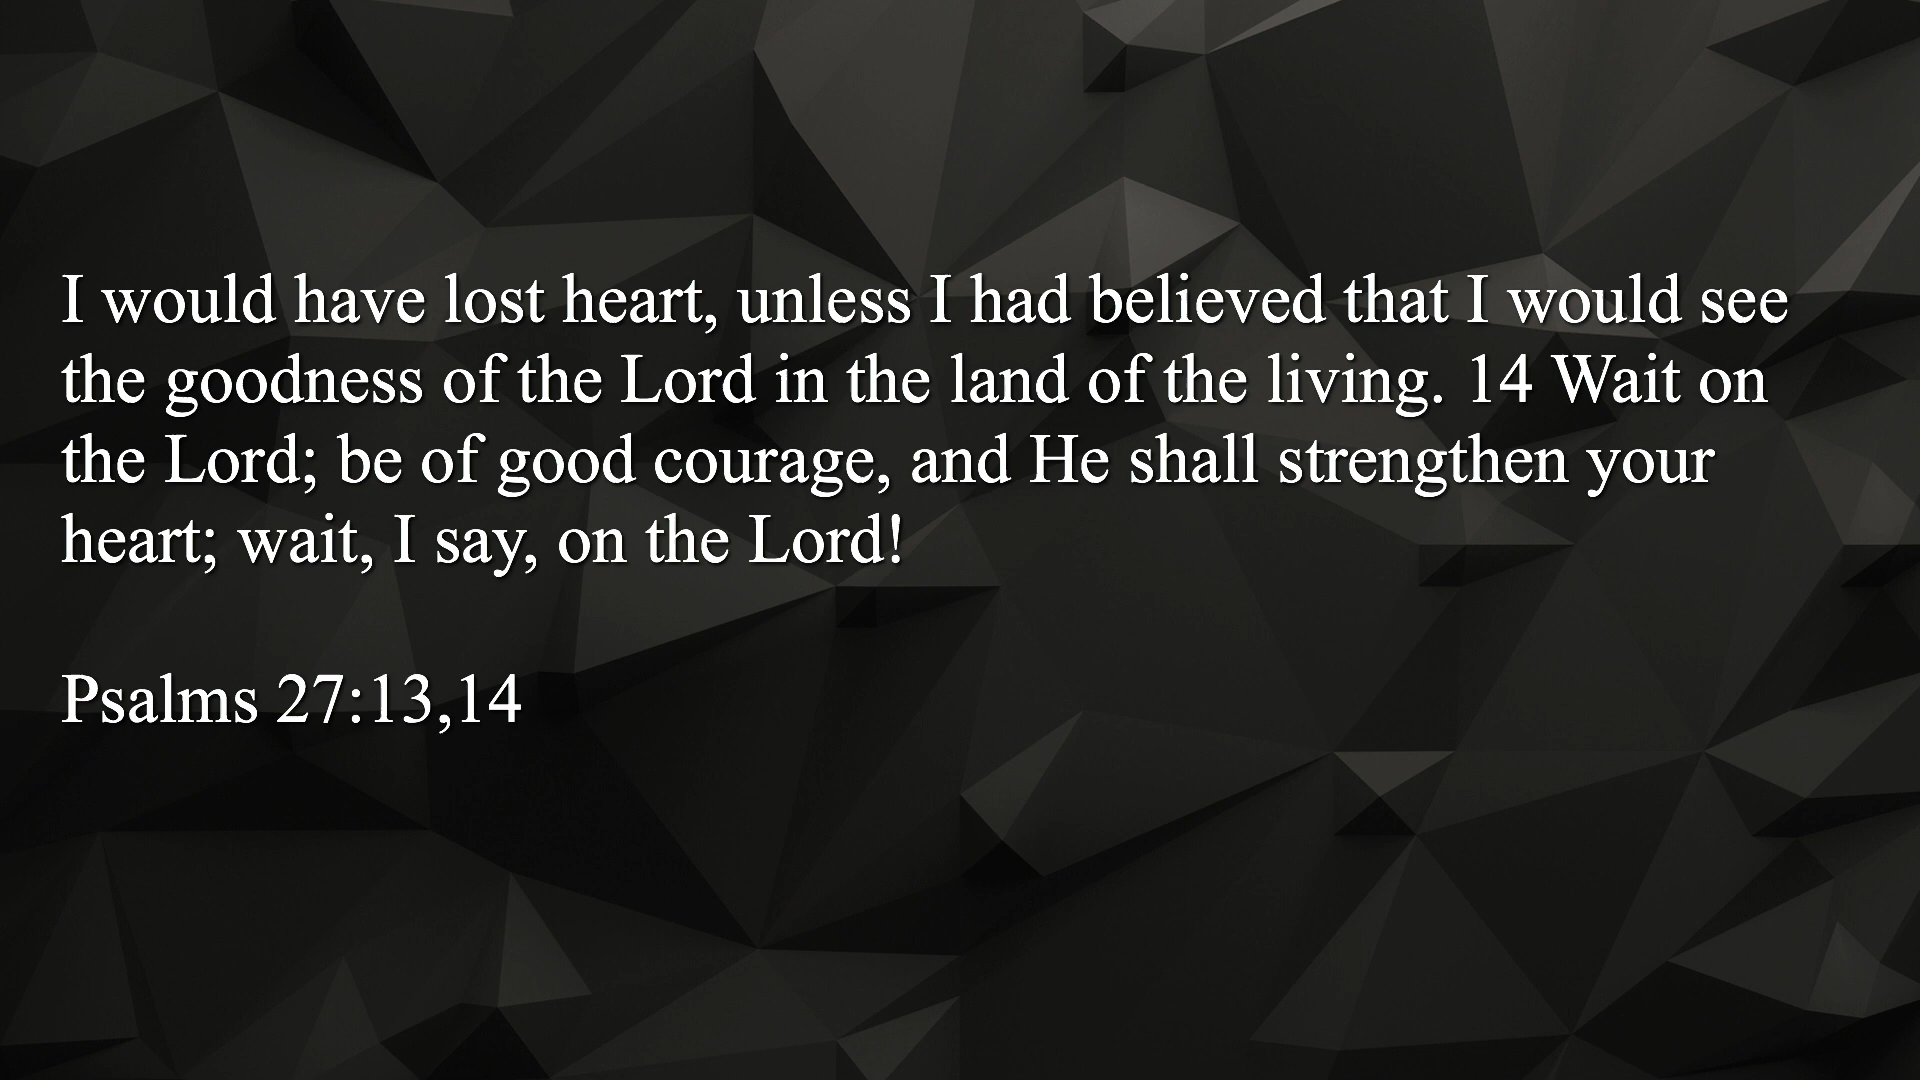 I would have lost heart, unless I had believed that I would see
the goodness of the Lord in the land of the living. 14 Wait on
the Lord; be of good courage, and He shall strengthen your
heart; wait, I say, on the Lord!
Psalms 27:13,14